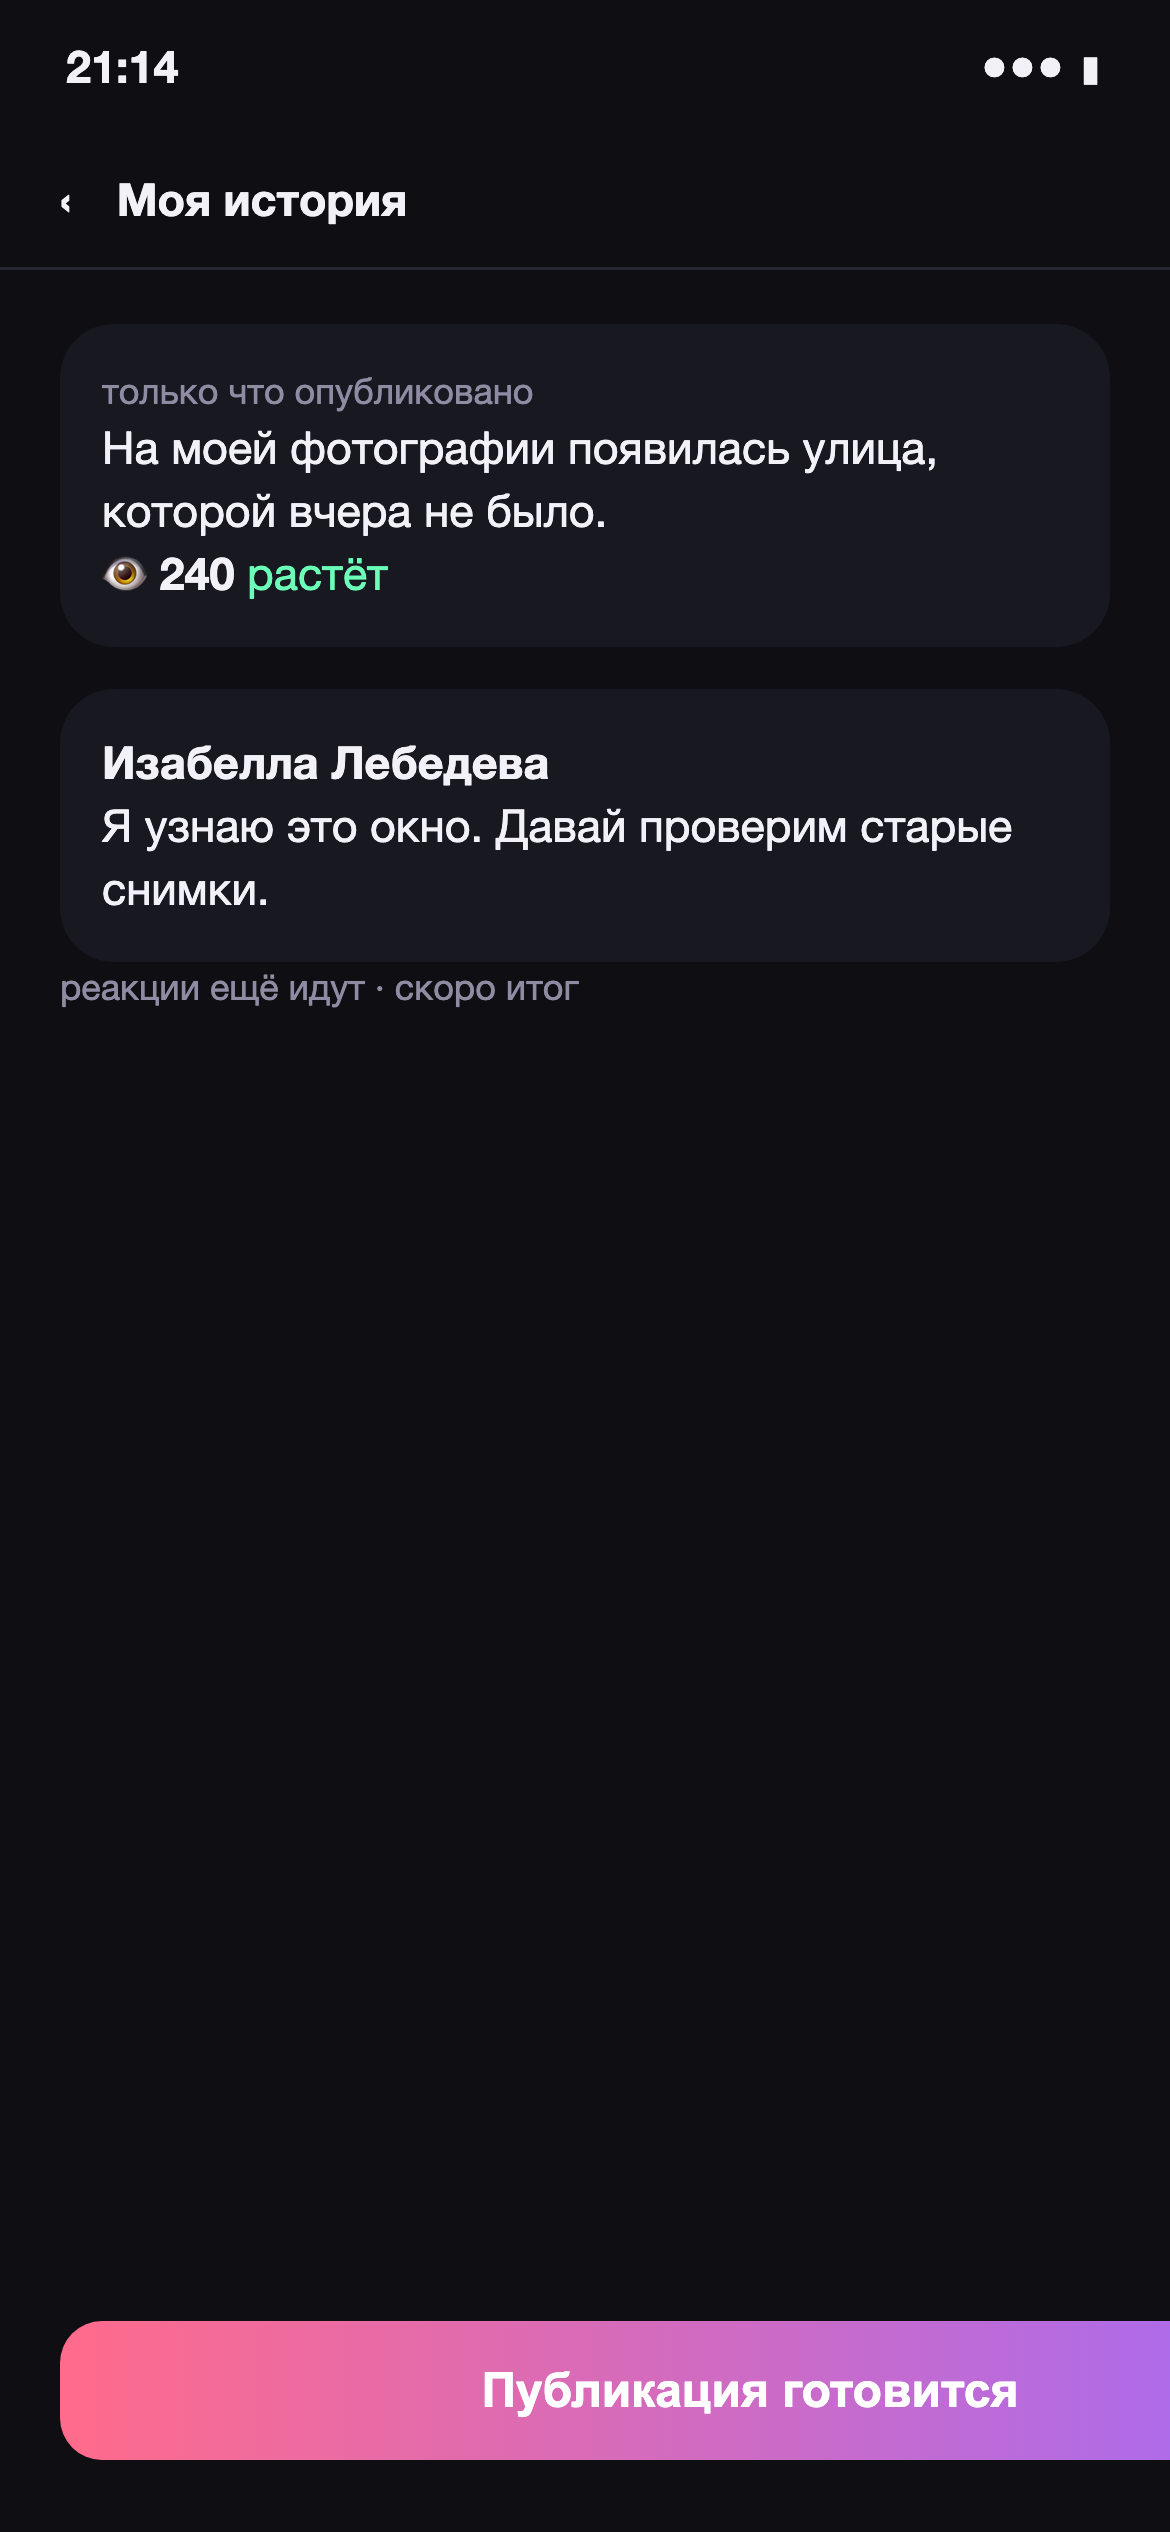 21:14
Моя история
только что опубликовано
На моей фотографии появилась улица,
которой вчера не было.
👁 240 растёт
Изабелла Лебедева
Я узнаю это окно. Давай проверим старые
снимки.
реакции ещё идут · скоро итог
Публикация готовится